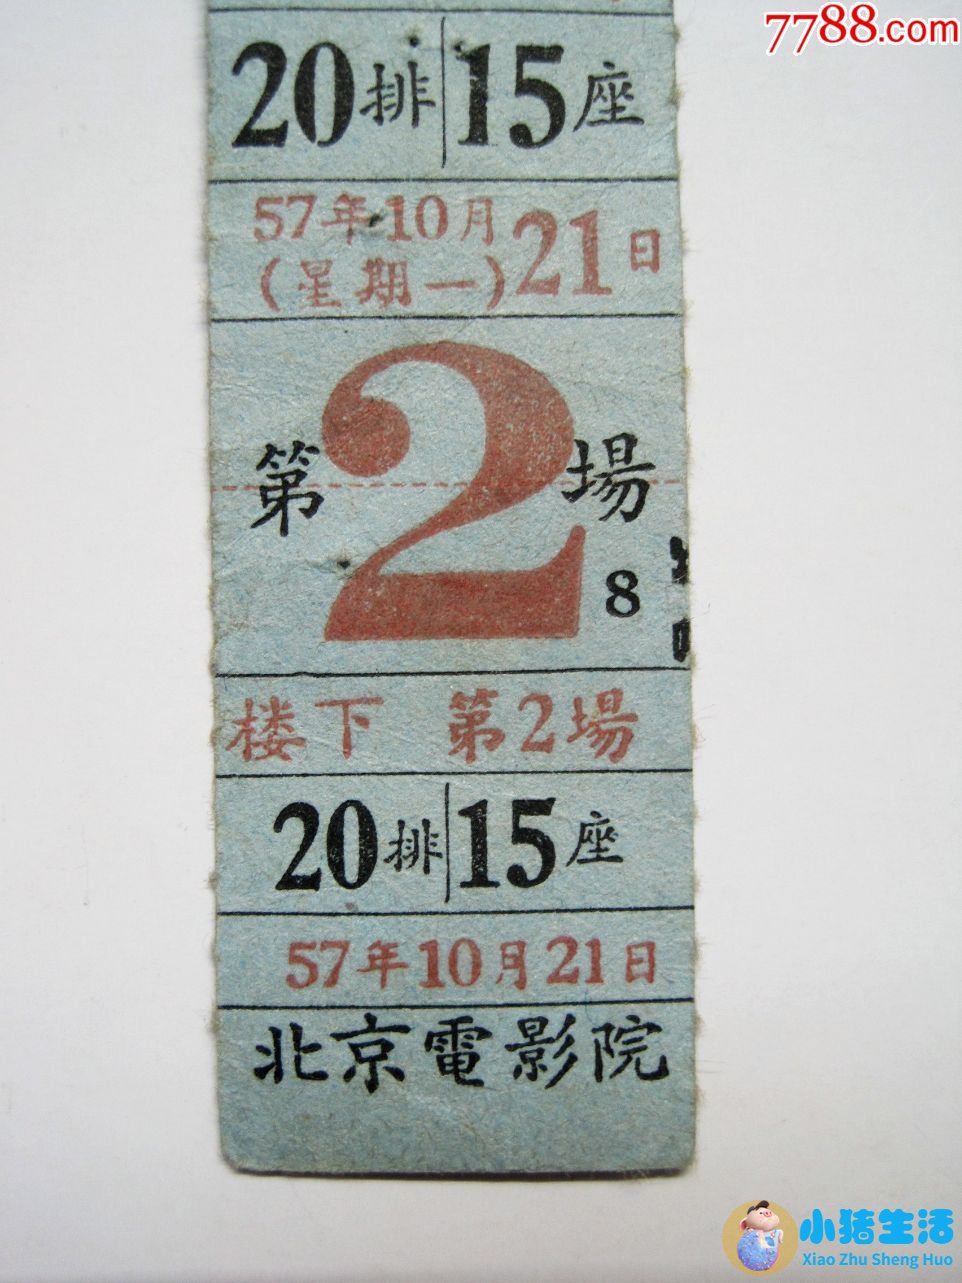 7788.com
20排 15座
57年10月21日
(星期一)
第2場
8
楼下 第2場
20排 15座
57年10月21日
北京電影院
小猪生活
Xiao Zhu Sheng Huo